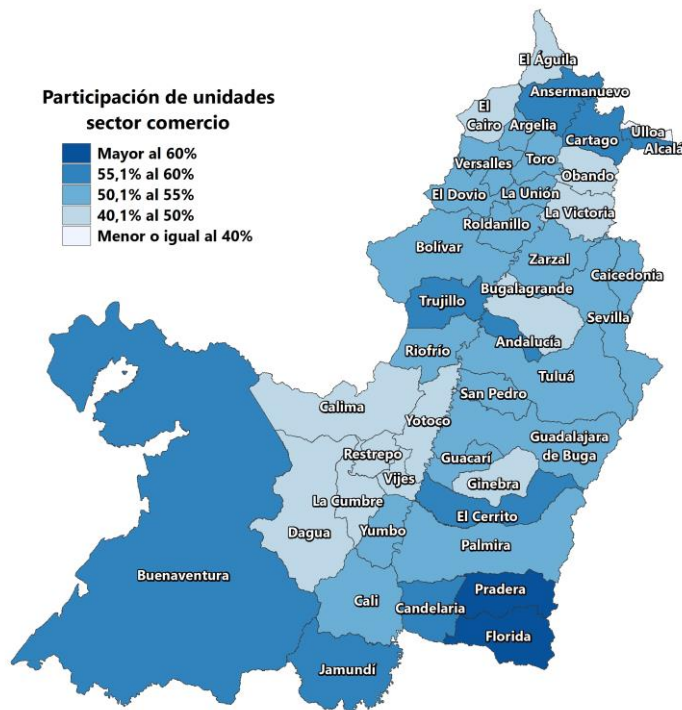 Participación de unidades
sector comercio
Mayor al 60%
55,1% al 60%
50,1% al 55%
40,1% al 50%
Menor o igual al 40%
El Águila
Ansermanuevo
El
Cairo
Argelia
Cartago
Ulloa
Alcalá
Versalles
Toro
Obando
El Dovio
La Unión
La Victoria
Roldanillo
Bolívar
Zarzal
Caicedonia
Trujillo
Bugalagrande
Sevilla
Andalucía
Riofrío
Tuluá
San Pedro
Calima
Yotoco
Guadalajara
de Buga
Restrepo
Guacarí
Vijes
Ginebra
La Cumbre
El Cerrito
Dagua
Yumbo
Palmira
Buenaventura
Pradera
Cali
Candelaria
Florida
Jamundí